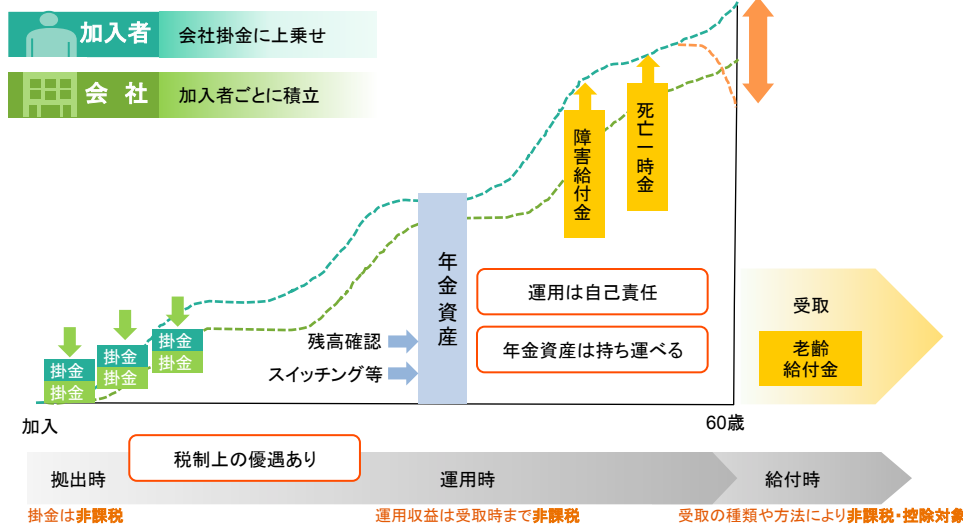 加入者
会社掛金に上乗せ
会 社
加入者ごとに積立
障害給付金
死亡一時金
年金資産
運用は自己責任
年金資産は持ち運べる
残高確認
スイッチング等
掛金
掛金
掛金
掛金
掛金
掛金
受取
老齢
給付金
加入
60歳
税制上の優遇あり
拠出時
運用時
給付時
掛金は非課税
運用収益は受取時まで非課税
受取の種類や方法により非課税・控除対象